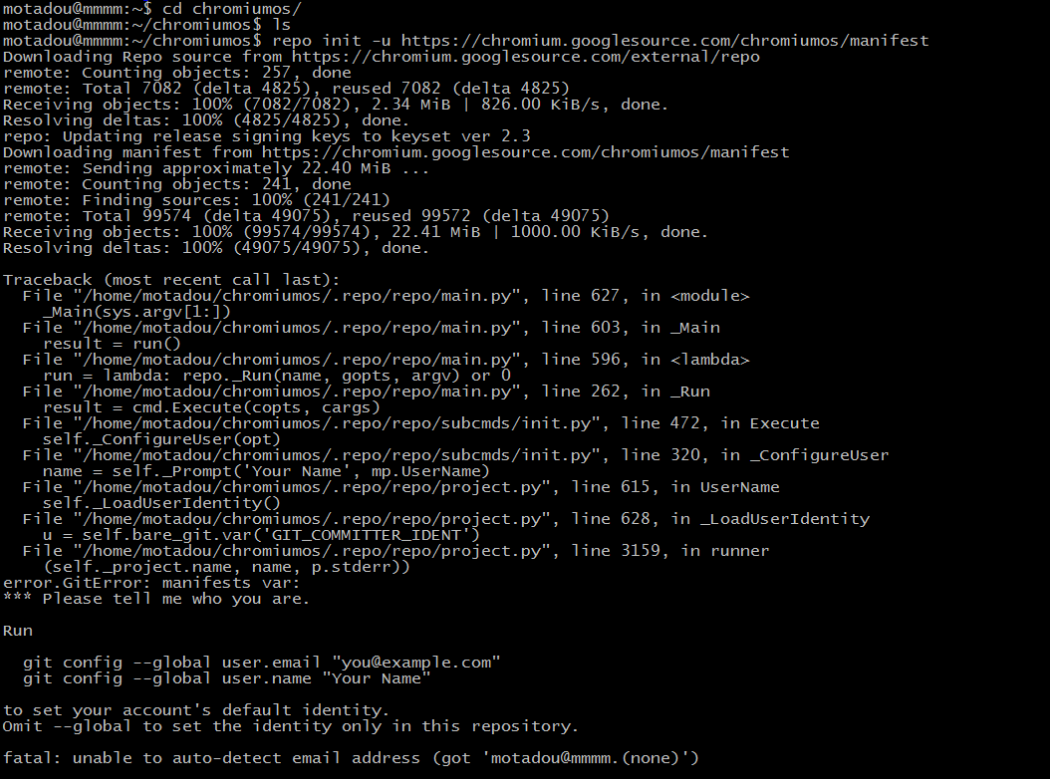 motadou@mmmm:~$ cd chromiumos/
motadou@mmmm:~/chromiumos$ ls
motadou@mmmm:~/chromiumos$ repo init -u https://chromium.googlesource.com/chromiumos/manifest
Downloading Repo source from https://chromium.googlesource.com/external/repo
remote: Counting objects: 257, done
remote: Total 7082 (delta 4825), reused 7082 (delta 4825)
Receiving objects: 100% (7082/7082), 2.34 MiB | 826.00 KiB/s, done.
Resolving deltas: 100% (4825/4825), done.
repo: Updating release signing keys to keyset ver 2.3
Downloading manifest from https://chromium.googlesource.com/chromiumos/manifest
remote: Sending approximately 22.40 MiB ...
remote: Counting objects: 241, done
remote: Finding sources: 100% (241/241)
remote: Total 99574 (delta 49075), reused 99572 (delta 49075)
Receiving objects: 100% (99574/99574), 22.41 MiB | 1000.00 KiB/s, done.
Resolving deltas: 100% (49075/49075), done.

Traceback (most recent call last):
  File "/home/motadou/chromiumos/.repo/repo/main.py", line 627, in <module>
    _Main(sys.argv[1:])
  File "/home/motadou/chromiumos/.repo/repo/main.py", line 603, in _Main
    result = run()
  File "/home/motadou/chromiumos/.repo/repo/main.py", line 596, in <lambda>
    run = lambda: repo._Run(name, gopts, argv) or 0
  File "/home/motadou/chromiumos/.repo/repo/main.py", line 262, in _Run
    result = cmd.Execute(copts, cargs)
  File "/home/motadou/chromiumos/.repo/repo/subcmds/init.py", line 472, in Execute
    self._ConfigureUser(opt)
  File "/home/motadou/chromiumos/.repo/repo/subcmds/init.py", line 320, in _ConfigureUser
    name = self._Prompt('Your Name', mp.UserName)
  File "/home/motadou/chromiumos/.repo/repo/project.py", line 615, in UserName
    self._LoadUserIdentity()
  File "/home/motadou/chromiumos/.repo/repo/project.py", line 628, in _LoadUserIdentity
    u = self.bare_git.var('GIT_COMMITTER_IDENT')
  File "/home/motadou/chromiumos/.repo/repo/project.py", line 3159, in runner
    (self._project.name, name, p.stderr))
error.GitError: manifests var:
*** Please tell me who you are.

Run

  git config --global user.email "you@example.com"
  git config --global user.name "Your Name"

to set your account's default identity.
Omit --global to set the identity only in this repository.

fatal: unable to auto-detect email address (got 'motadou@mmmm.(none)')